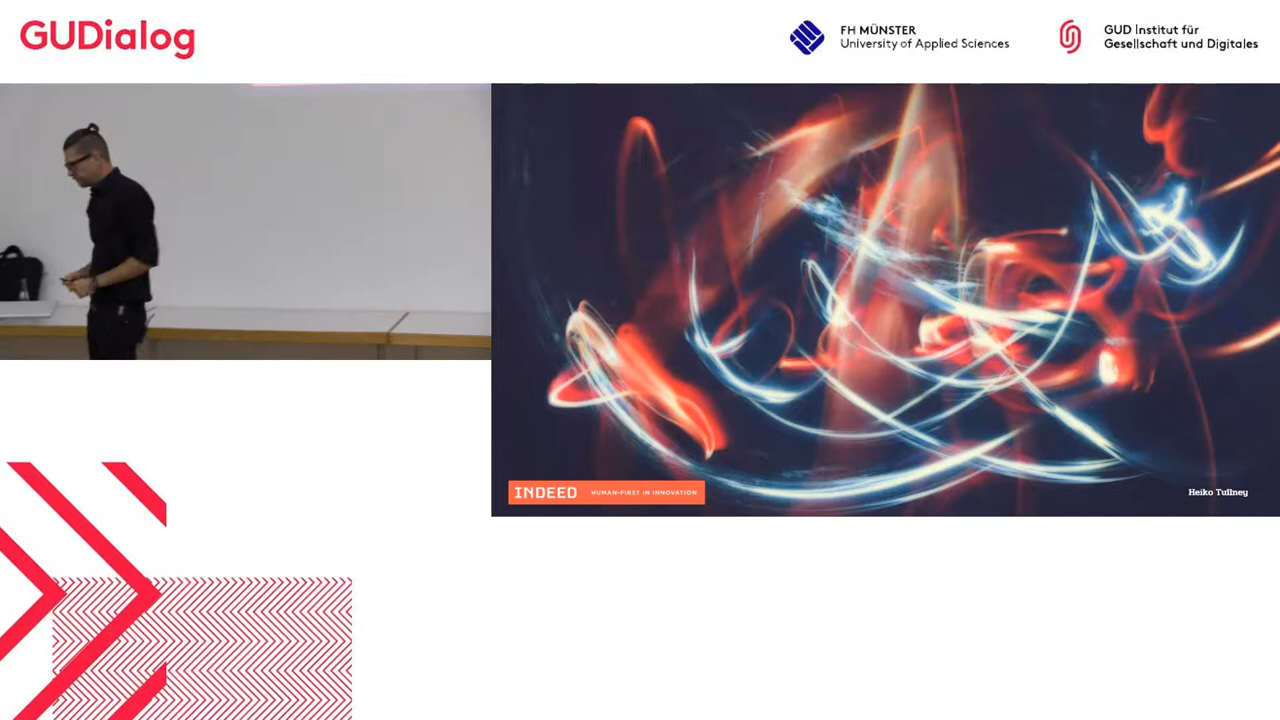 GUDialog
FH MÜNSTER
University of Applied Sciences
GUD Institut für
Gesellschaft und Digitales
INDEED HUMAN-FIRST IN INNOVATION
Heiko Tullney